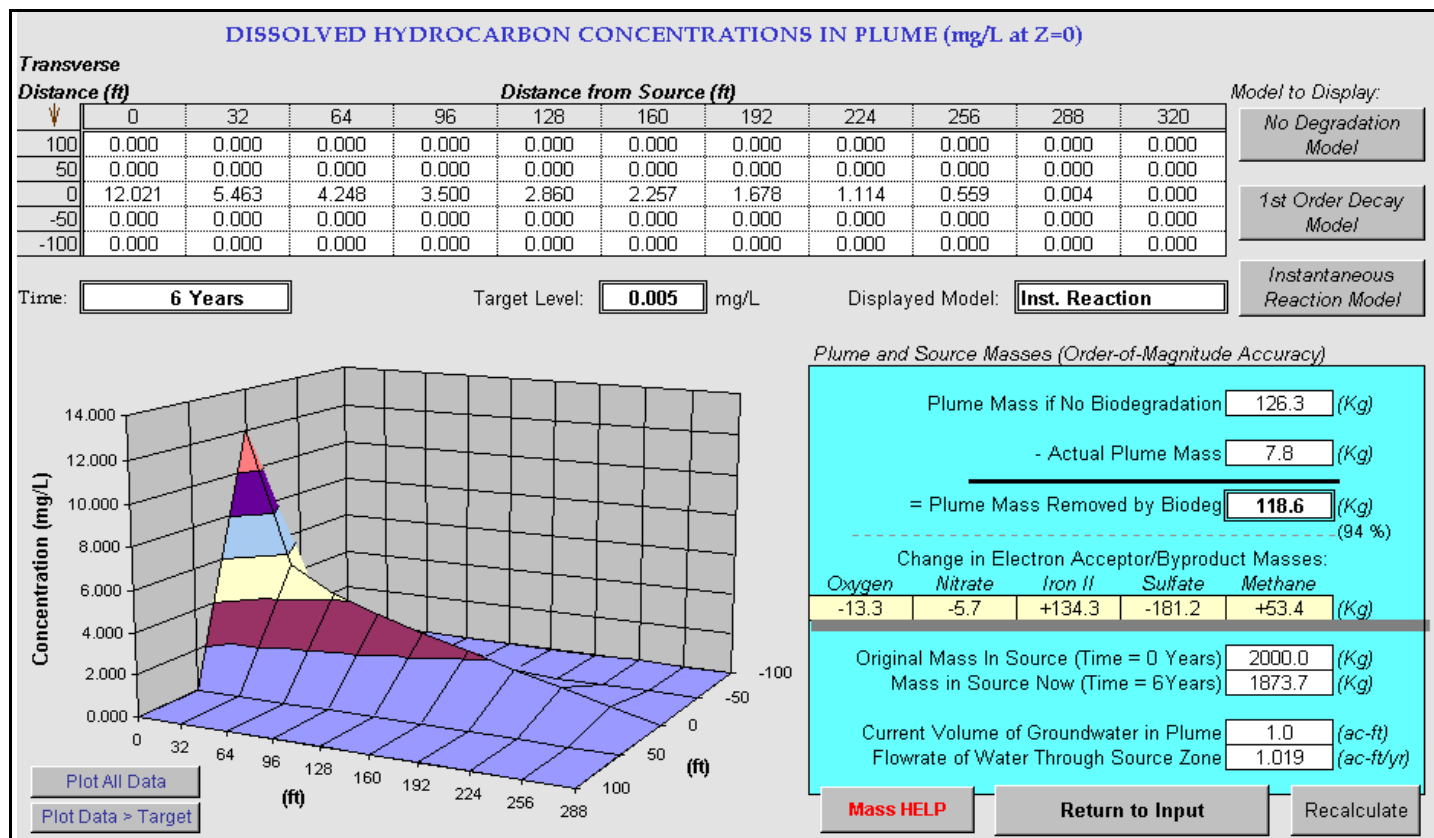 DISSOLVED HYDROCARBON CONCENTRATIONS IN PLUME (mg/L at Z=0)
Transverse
Distance (ft) Distance from Source (ft) Model to Display:
0 32 64 96 128 160 192 224 256 288 320
100 0.000 0.000 0.000 0.000 0.000 0.000 0.000 0.000 0.000 0.000 0.000
50 0.000 0.000 0.000 0.000 0.000 0.000 0.000 0.000 0.000 0.000 0.000
0 12.021 5.463 4.248 3.500 2.860 2.257 1.678 1.114 0.559 0.004 0.000
-50 0.000 0.000 0.000 0.000 0.000 0.000 0.000 0.000 0.000 0.000 0.000
-100 0.000 0.000 0.000 0.000 0.000 0.000 0.000 0.000 0.000 0.000 0.000
No Degradation
Model
1st Order Decay
Model
Instantaneous
Reaction Model
Time: 6 Years Target Level: 0.005 mg/L Displayed Model: Inst. Reaction
14.000
12.000
10.000
8.000
6.000
4.000
2.000
0.000
Concentration (mg/L)
0 32 64 96 128 160 192 224 256 288
(ft)
100 50 0 -50 -100
(ft)
Plot All Data
Plot Data > Target
Plume and Source Masses (Order-of-Magnitude Accuracy)
Plume Mass if No Biodegradation 126.3 (Kg)
- Actual Plume Mass 7.8 (Kg)
= Plume Mass Removed by Biodeg 118.6 (Kg)
(94 %)
Change in Electron Acceptor/Byproduct Masses:
Oxygen Nitrate Iron II Sulfate Methane
-13.3 -5.7 +134.3 -181.2 +53.4 (Kg)
Original Mass In Source (Time = 0 Years) 2000.0 (Kg)
Mass in Source Now (Time = 6Years) 1873.7 (Kg)
Current Volume of Groundwater in Plume 1.0 (ac-ft)
Flowrate of Water Through Source Zone 1.019 (ac-ft/yr)
Mass HELP
Return to Input
Recalculate